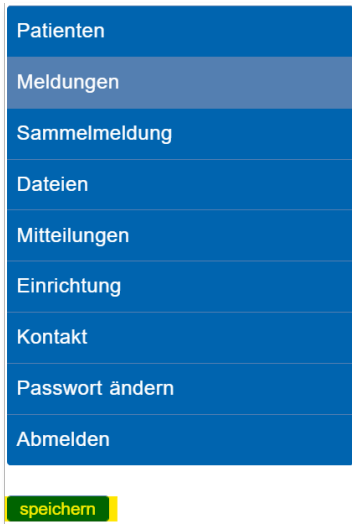 Patienten
Meldungen
Sammelmeldung
Dateien
Mitteilungen
Einrichtung
Kontakt
Passwort ändern
Abmelden
speichern